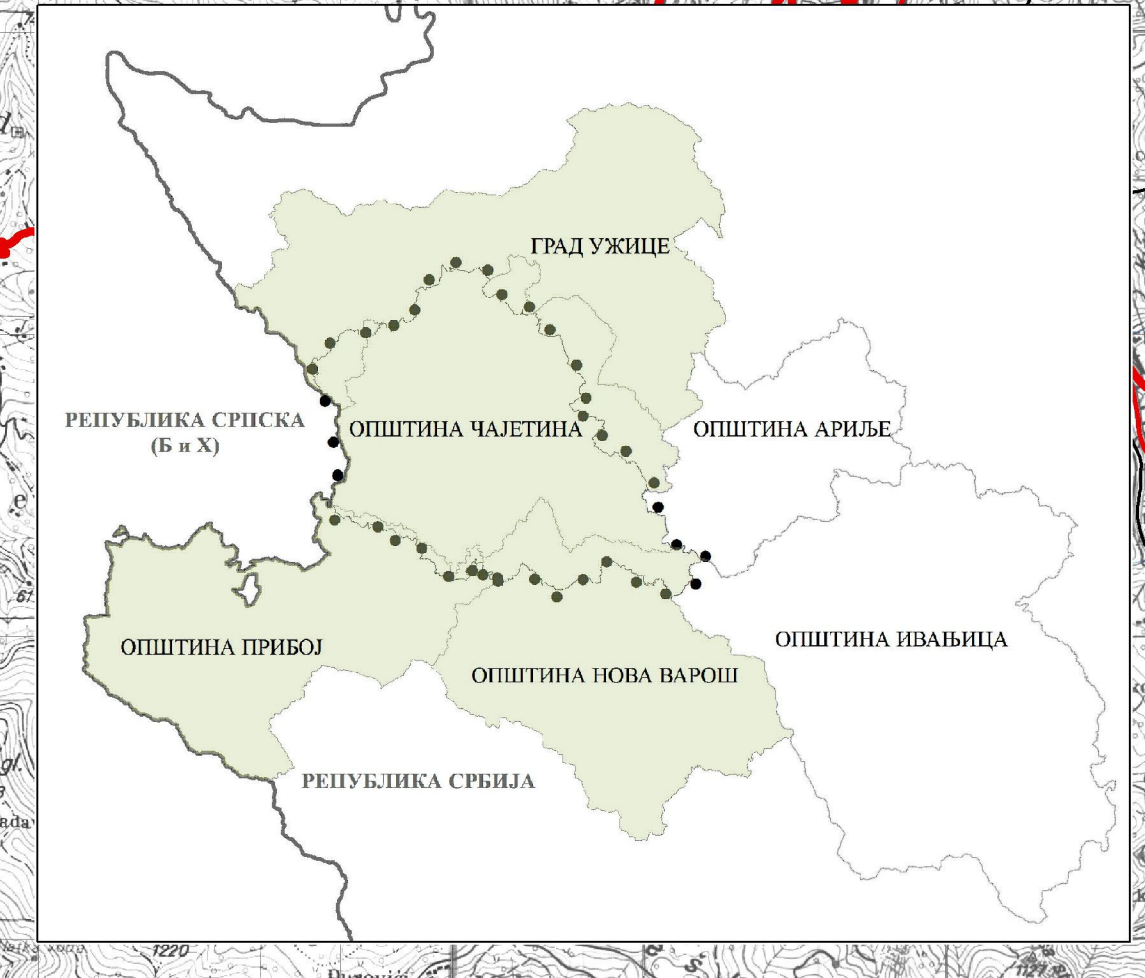 ГРАД УЖИЦЕ
РЕПУБЛИКА СРПСКА
(Б и Х)
ОПШТИНА ЧАЈЕТИНА
ОПШТИНА АРИЉЕ
ОПШТИНА ПРИБОЈ
ОПШТИНА НОВА ВАРОШ
ОПШТИНА ИВАЊИЦА
РЕПУБЛИКА СРБИЈА
1220